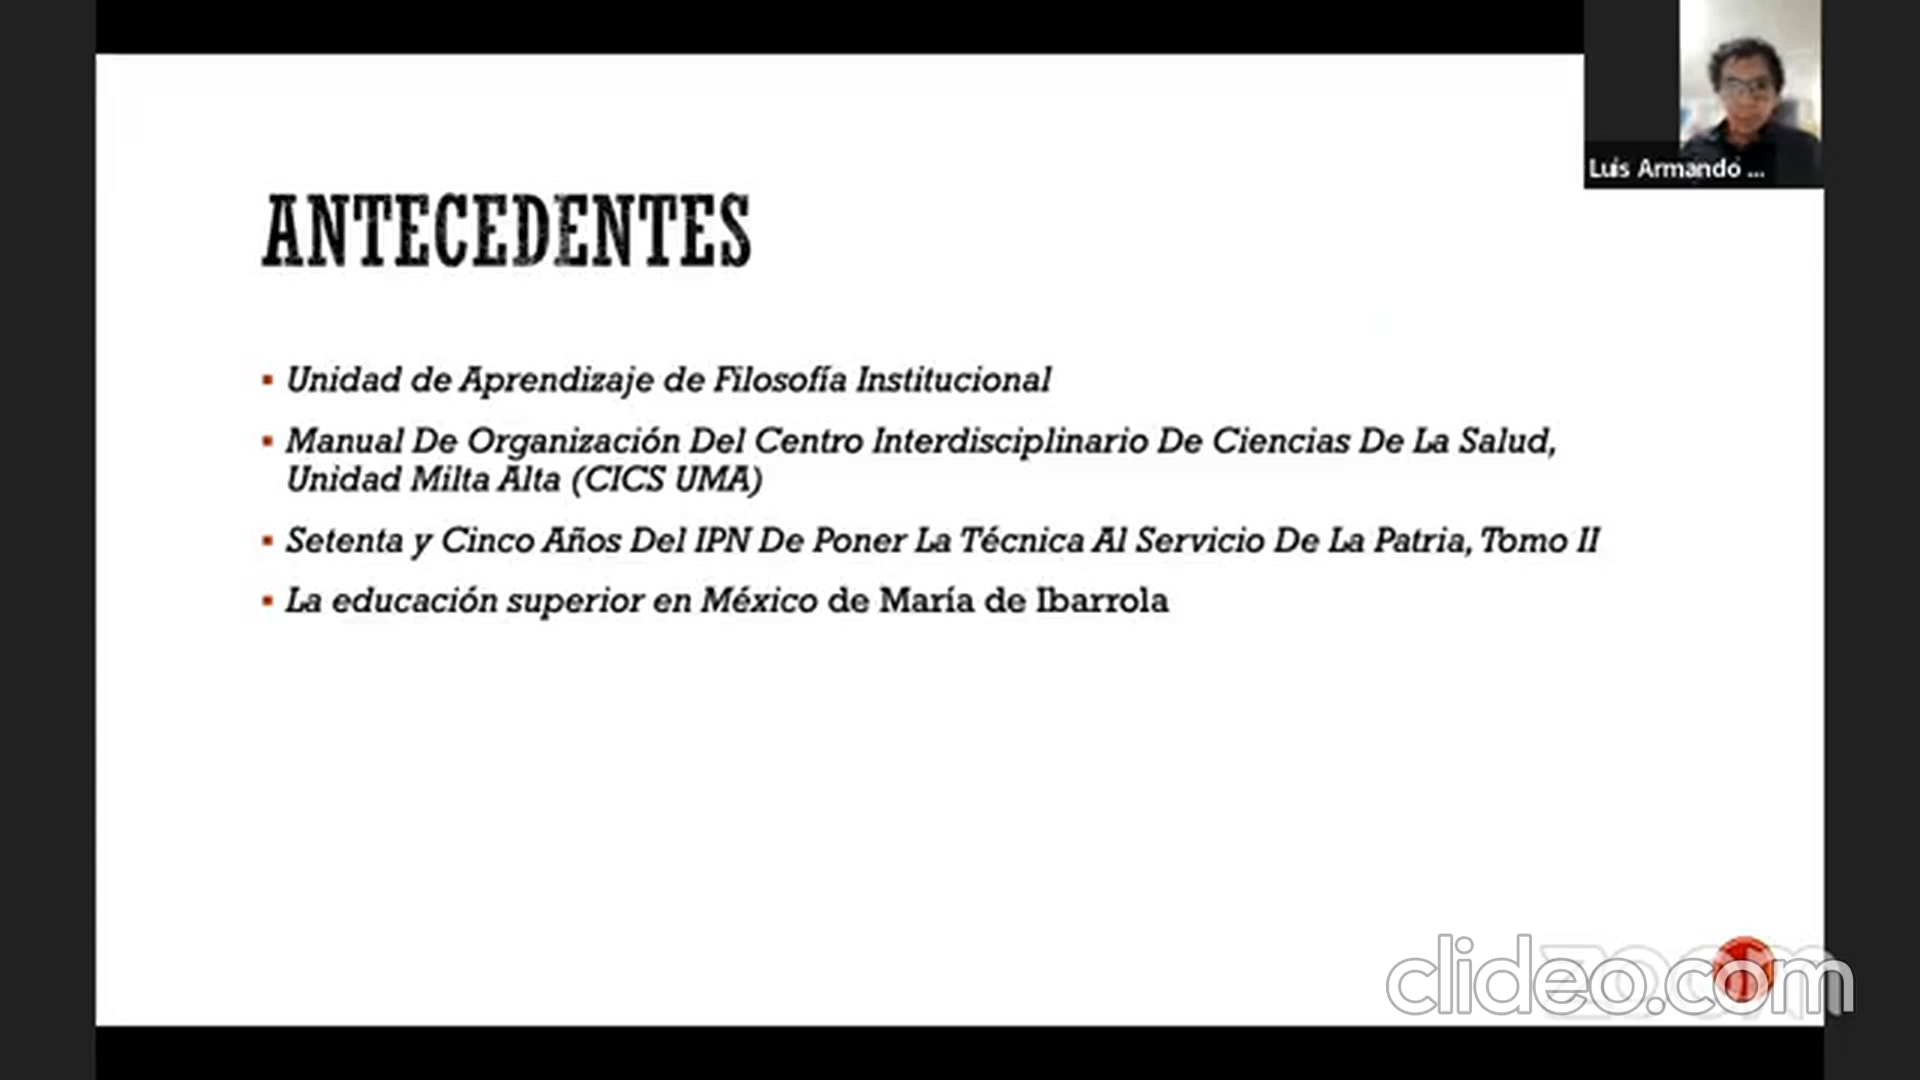 Luis Armando ...
ANTECEDENTES
Unidad de Aprendizaje de Filosofía Institucional
Manual De Organización Del Centro Interdisciplinario De Ciencias De La Salud,
Unidad Milta Alta (CICS UMA)
Setenta y Cinco Años Del IPN De Poner La Técnica Al Servicio De La Patria, Tomo II
La educación superior en México de María de Ibarrola
zoom
clideo.com